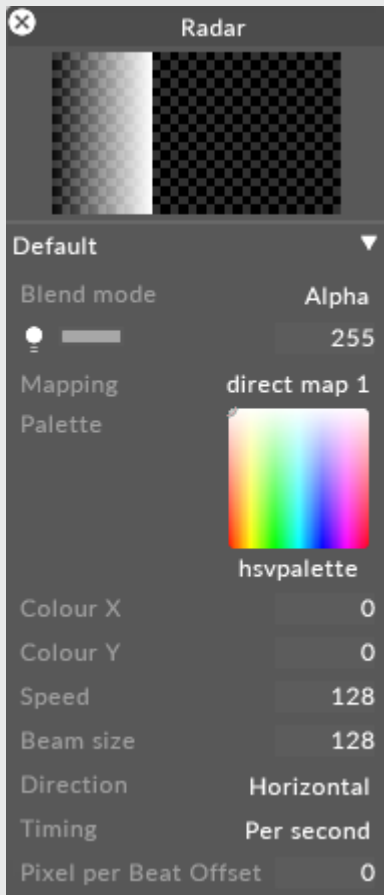 Radar
Default
Blend mode Alpha
255
Mapping direct map 1
Palette
hsvpalette
Colour X 0
Colour Y 0
Speed 128
Beam size 128
Direction Horizontal
Timing Per second
Pixel per Beat Offset 0